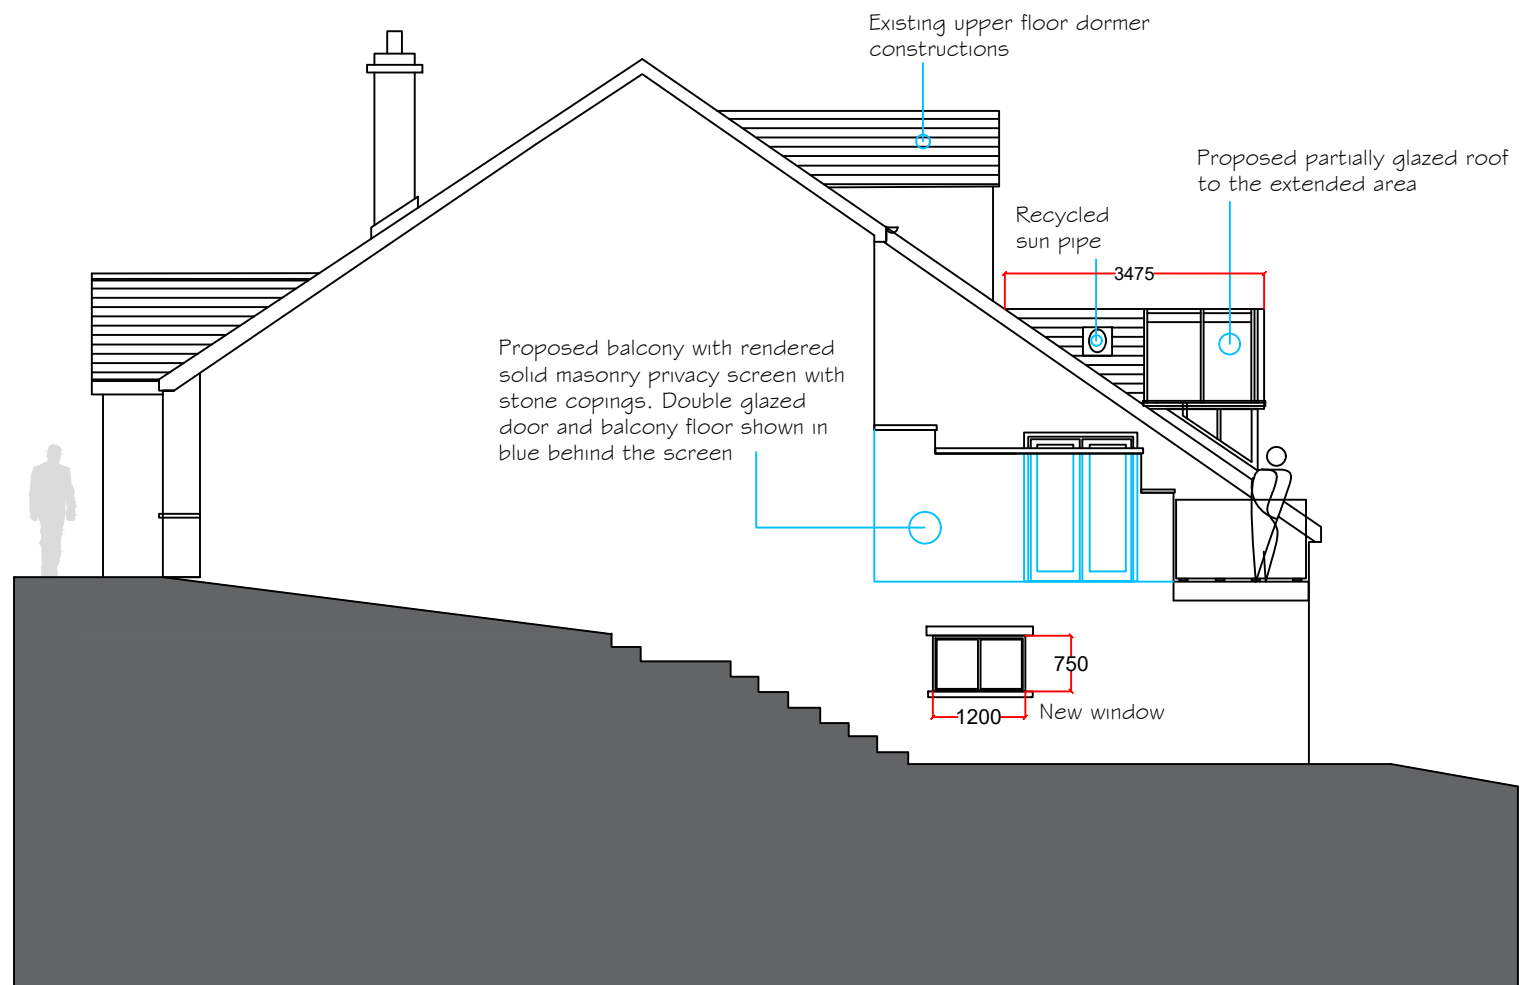 Existing upper floor dormer
constructions
Proposed partially glazed roof
to the extended area
Recycled
sun pipe
3475
Proposed balcony with rendered
solid masonry privacy screen with
stone copings. Double glazed
door and balcony floor shown in
blue behind the screen
750
1200
New window